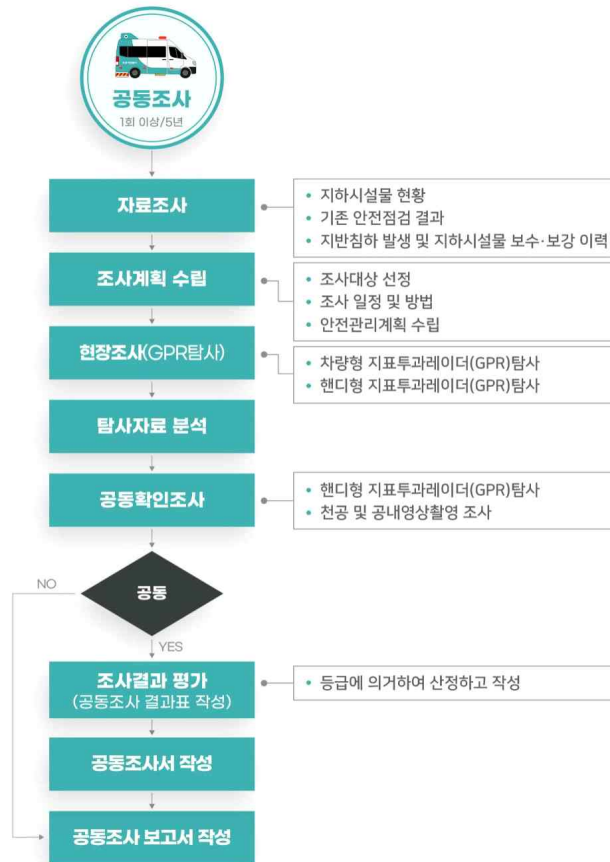 공동조사
1회 이상/5년
자료조사
• 지하시설물 현황
• 기존 안전점검 결과
• 지반침하 발생 및 지하시설물 보수·보강 이력
조사계획 수립
• 조사대상 선정
• 조사 일정 및 방법
• 안전관리계획 수립
현장조사(GPR탐사)
• 차량형 지표투과레이더(GPR)탐사
• 핸디형 지표투과레이더(GPR)탐사
탐사자료 분석
공동확인조사
• 핸디형 지표투과레이더(GPR)탐사
• 천공 및 공내영상촬영 조사
NO
공동
YES
조사결과 평가
(공동조사 결과표 작성)
• 등급에 의거하여 산정하고 작성
공동조사서 작성
공동조사 보고서 작성